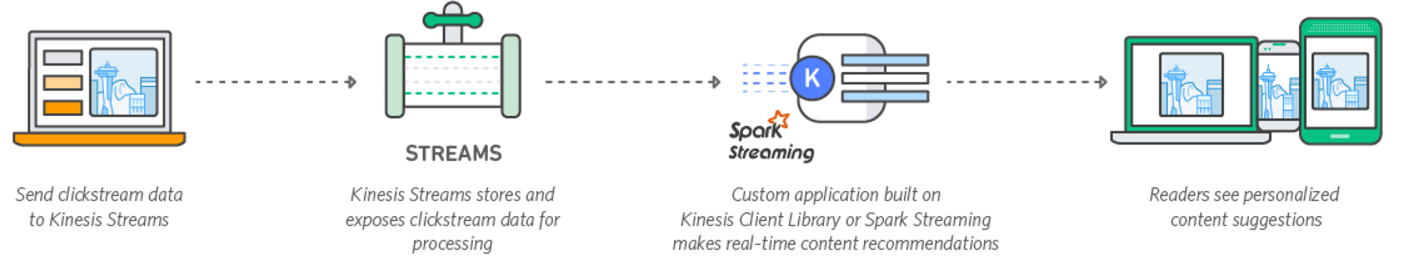 K
Spark
Streaming
STREAMS
Send clickstream data
to Kinesis Streams
Kinesis Streams stores and
exposes clickstream data for
processing
Custom application built on
Kinesis Client Library or Spark Streaming
makes real-time content recommendations
Readers see personalized
content suggestions